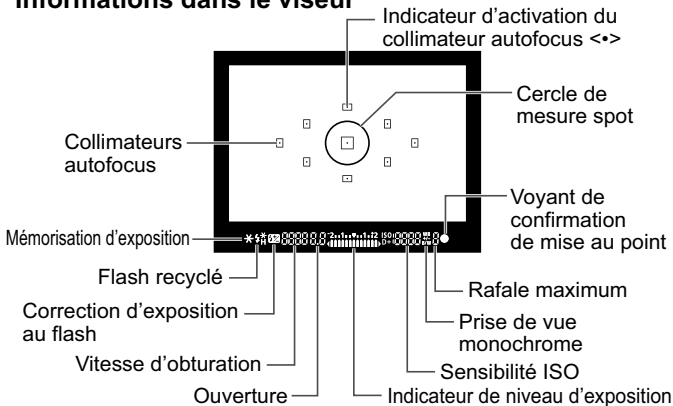 Informations dans le viseur
Indicateur d'activation du
collimateur autofocus <•>
Cercle de
mesure spot
Collimateurs
autofocus
Voyant de
confirmation
de mise au point
Mémorisation d'exposition
Flash recyclé
Rafale maximum
Correction d'exposition
au flash
Prise de vue
monochrome
Vitesse d'obturation
Sensibilité ISO
Ouverture
Indicateur de niveau d'exposition